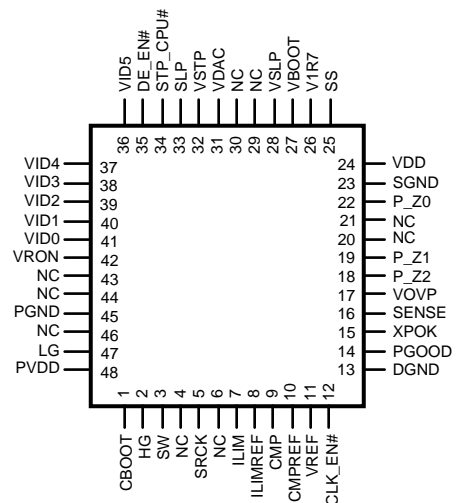 VID5
DE_EN#
STP_CPU#
SLP
VSTP
VDAC
NC
NC
VSLP
VBOOT
V1R7
SS
36
35
34
33
32
31
30
29
28
27
26
25
VID4 37
VID3 38
VID2 39
VID1 40
VID0 41
VRON 42
NC 43
NC 44
PGND 45
NC 46
LG 47
PVDD 48
24 VDD
23 SGND
22 P_Z0
21 NC
20 NC
19 P_Z1
18 P_Z2
17 VOVP
16 SENSE
15 XPOK
14 PGOOD
13 DGND
1
2
3
4
5
6
7
8
9
10
11
12
CBOOT
HG
SW
NC
SRCK
NC
ILIM
ILIMREF
CMP
CMPREF
VREF
CLK_EN#